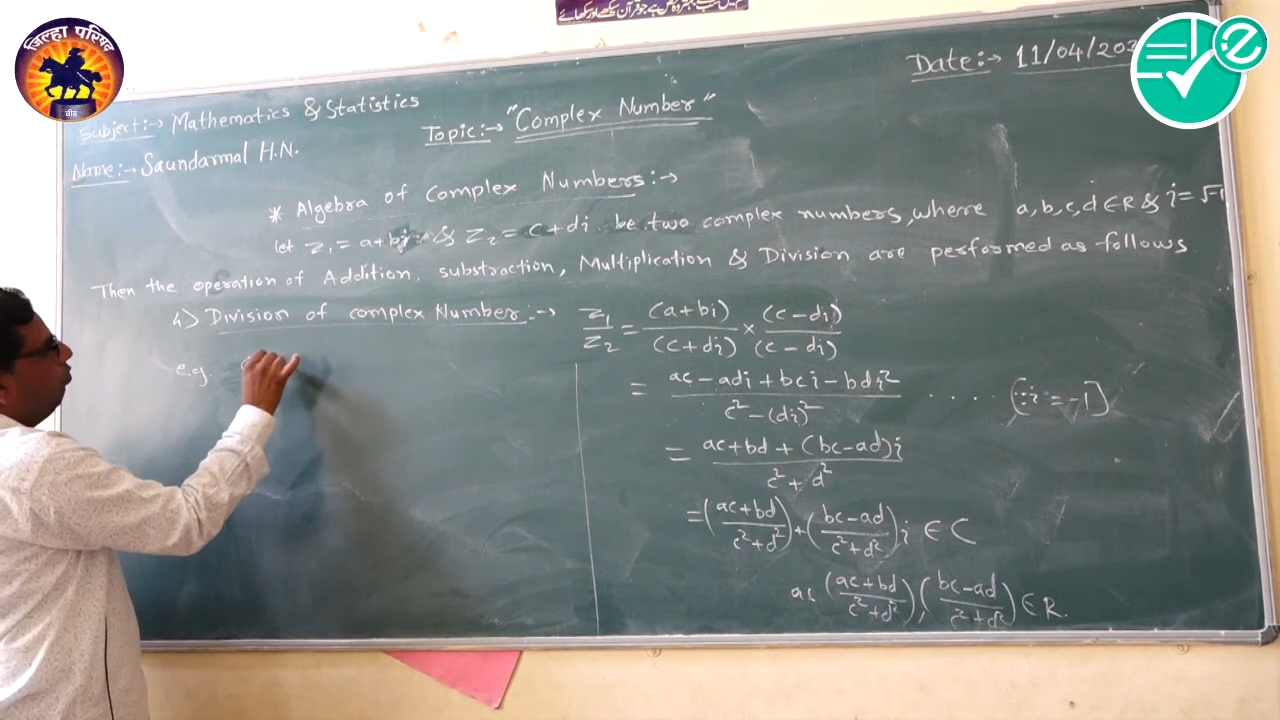 जिल्हा परिषद
बीड
Date:→ 11/04/202
Subject:→ Mathematics & Statistics
Topic:→ "Complex Number"
Name:→ Saundarmal H.N.
* Algebra of Complex Numbers:→
let z₁ = a+bi & z₂ = c+di be two complex numbers, where a,b,c,d ∈ R & i = √-1
Then the operation of Addition, substraction, Multiplication & Division are performed as follows
4) Division of complex Number:→ z₁/z₂ = (a+bi)/(c+di) × (c-di)/(c-di)
e.g.
= (ac-adi+bci-bdi²)/(c²-(di)²) ..... [∵ i² = -1]
= (ac+bd+(bc-ad)i)/(c²+d²)
= ((ac+bd)/(c²+d²)) + ((bc-ad)/(c²+d²))i ∈ C
as ((ac+bd)/(c²+d²)), ((bc-ad)/(c²+d²)) ∈ R.